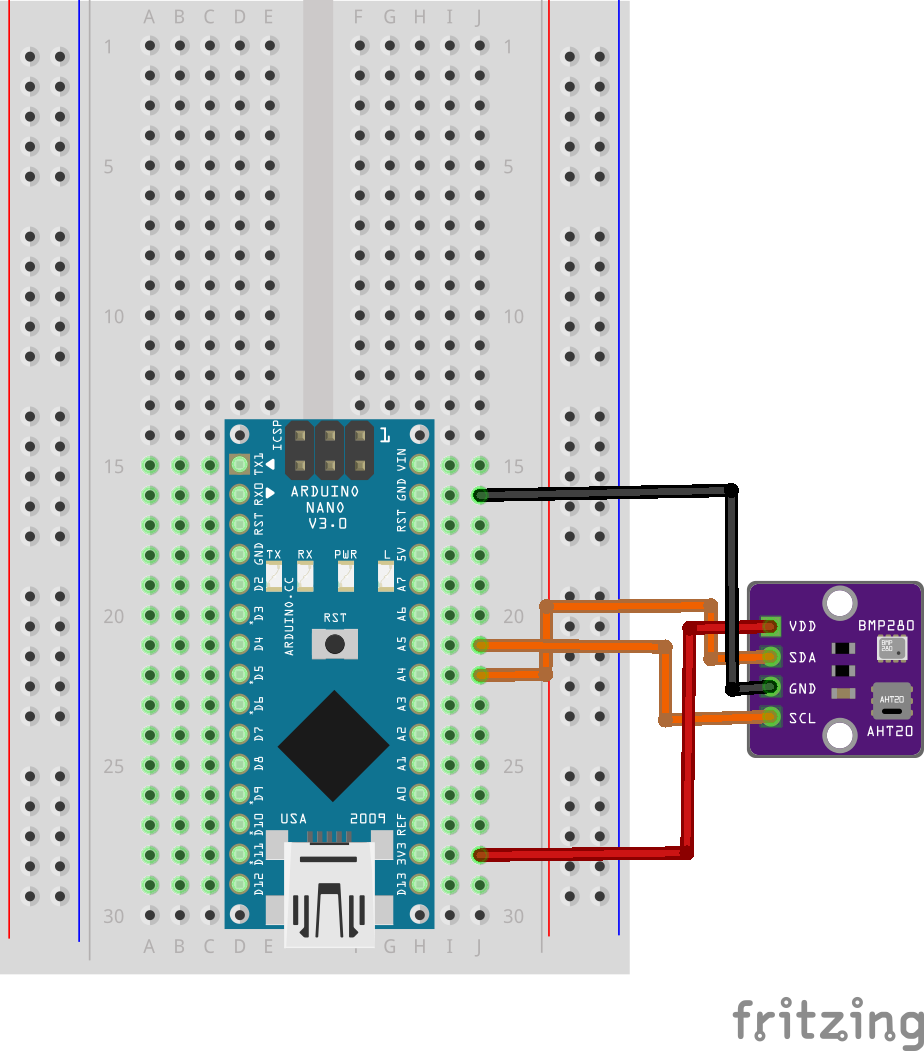 A B C D E F G H I J
1 1
5 5
10 10
15 15
20 20
25 25
30 30
A B C D E F G H I J
ICSP
1
TX1
RX0
RST
GND
D2
D3
D4
D5
D6
D7
D8
D9
D10
D11
D12
VIN
GND
RST
5V
A7
A6
A5
A4
A3
A2
A1
A0
REF
3V3
D13
ARDUINO
NANO
V3.0
TX RX PWR L
ARDUINO.CC
RST
USA 2009
BMP280
VDD
SDA
GND
SCL
BMP
280
AHT20
AHT20
fritzing